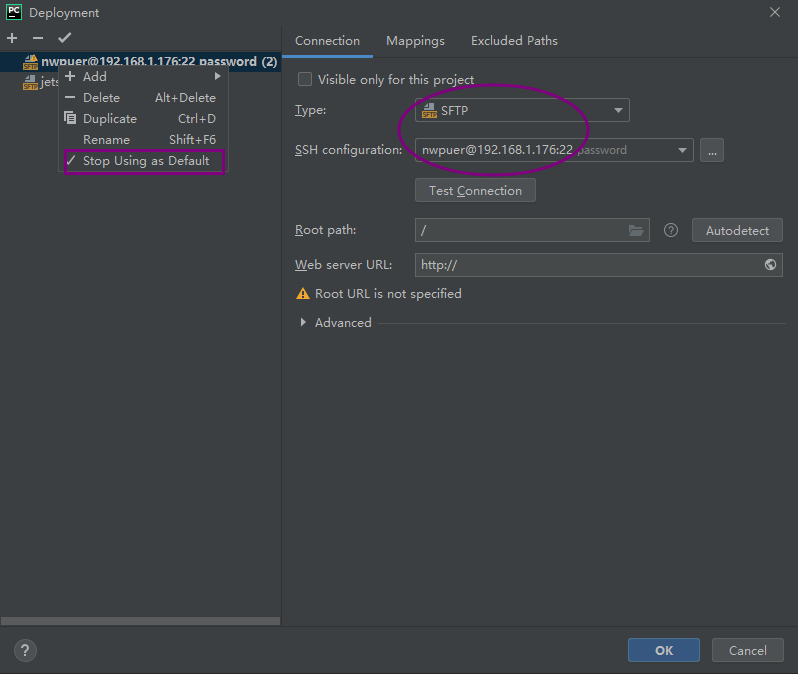 PC Deployment
Connection Mappings Excluded Paths
SFTP nwpuer@192.168.1.176:22 password (2)
SFTP jets
Add
Delete Alt+Delete
Duplicate Ctrl+D
Rename Shift+F6
Stop Using as Default
Visible only for this project
Type: SFTP SFTP
SSH configuration: nwpuer@192.168.1.176:22 password ...
Test Connection
Root path: / ? Autodetect
Web server URL: http://
Root URL is not specified
Advanced
? OK Cancel